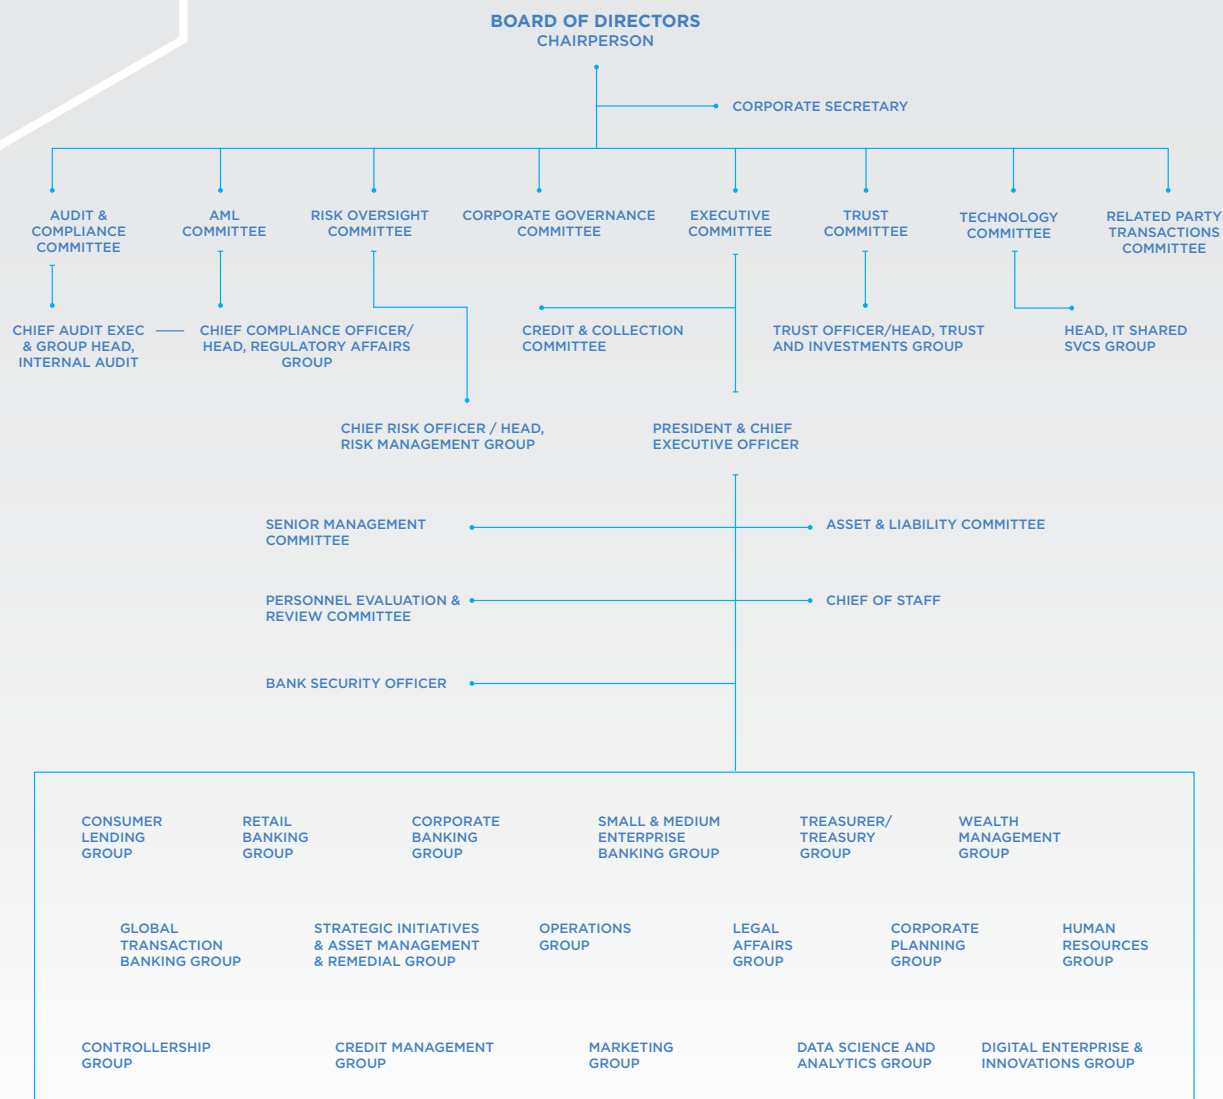 BOARD OF DIRECTORS
CHAIRPERSON
CORPORATE SECRETARY
AUDIT &
COMPLIANCE
COMMITTEE
AML
COMMITTEE
RISK OVERSIGHT
COMMITTEE
CORPORATE GOVERNANCE
COMMITTEE
EXECUTIVE
COMMITTEE
TRUST
COMMITTEE
TECHNOLOGY
COMMITTEE
RELATED PARTY
TRANSACTIONS
COMMITTEE
CHIEF AUDIT EXEC
& GROUP HEAD,
INTERNAL AUDIT
CHIEF COMPLIANCE OFFICER/
HEAD, REGULATORY AFFAIRS
GROUP
CREDIT & COLLECTION
COMMITTEE
TRUST OFFICER/HEAD, TRUST
AND INVESTMENTS GROUP
HEAD, IT SHARED
SVCS GROUP
CHIEF RISK OFFICER / HEAD,
RISK MANAGEMENT GROUP
PRESIDENT & CHIEF
EXECUTIVE OFFICER
SENIOR MANAGEMENT
COMMITTEE
ASSET & LIABILITY COMMITTEE
PERSONNEL EVALUATION &
REVIEW COMMITTEE
CHIEF OF STAFF
BANK SECURITY OFFICER
CONSUMER
LENDING
GROUP
RETAIL
BANKING
GROUP
CORPORATE
BANKING
GROUP
SMALL & MEDIUM
ENTERPRISE
BANKING GROUP
TREASURER/
TREASURY
GROUP
WEALTH
MANAGEMENT
GROUP
GLOBAL
TRANSACTION
BANKING GROUP
STRATEGIC INITIATIVES
& ASSET MANAGEMENT
& REMEDIAL GROUP
OPERATIONS
GROUP
LEGAL
AFFAIRS
GROUP
CORPORATE
PLANNING
GROUP
HUMAN
RESOURCES
GROUP
CONTROLLERSHIP
GROUP
CREDIT MANAGEMENT
GROUP
MARKETING
GROUP
DATA SCIENCE AND
ANALYTICS GROUP
DIGITAL ENTERPRISE &
INNOVATIONS GROUP